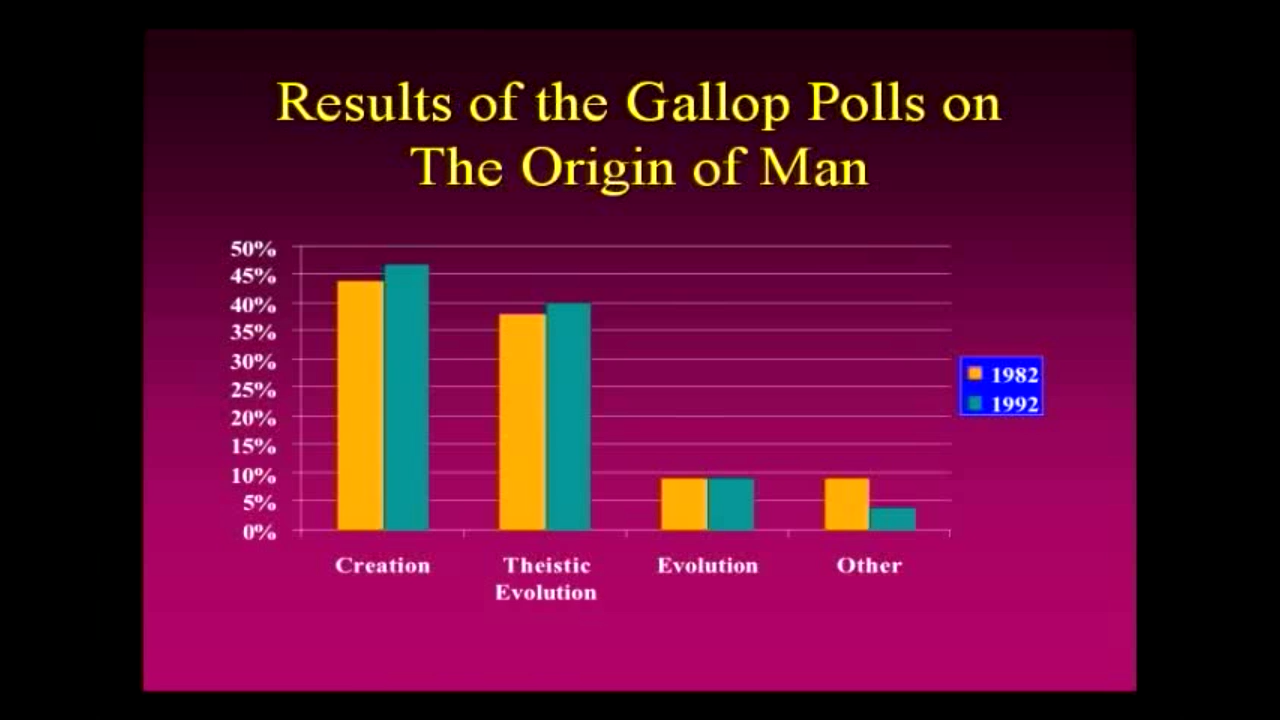 Results of the Gallop Polls on
The Origin of Man
50%
45%
40%
35%
30%
25%
20%
15%
10%
5%
0%
1982
1992
Creation
Theistic
Evolution
Evolution
Other